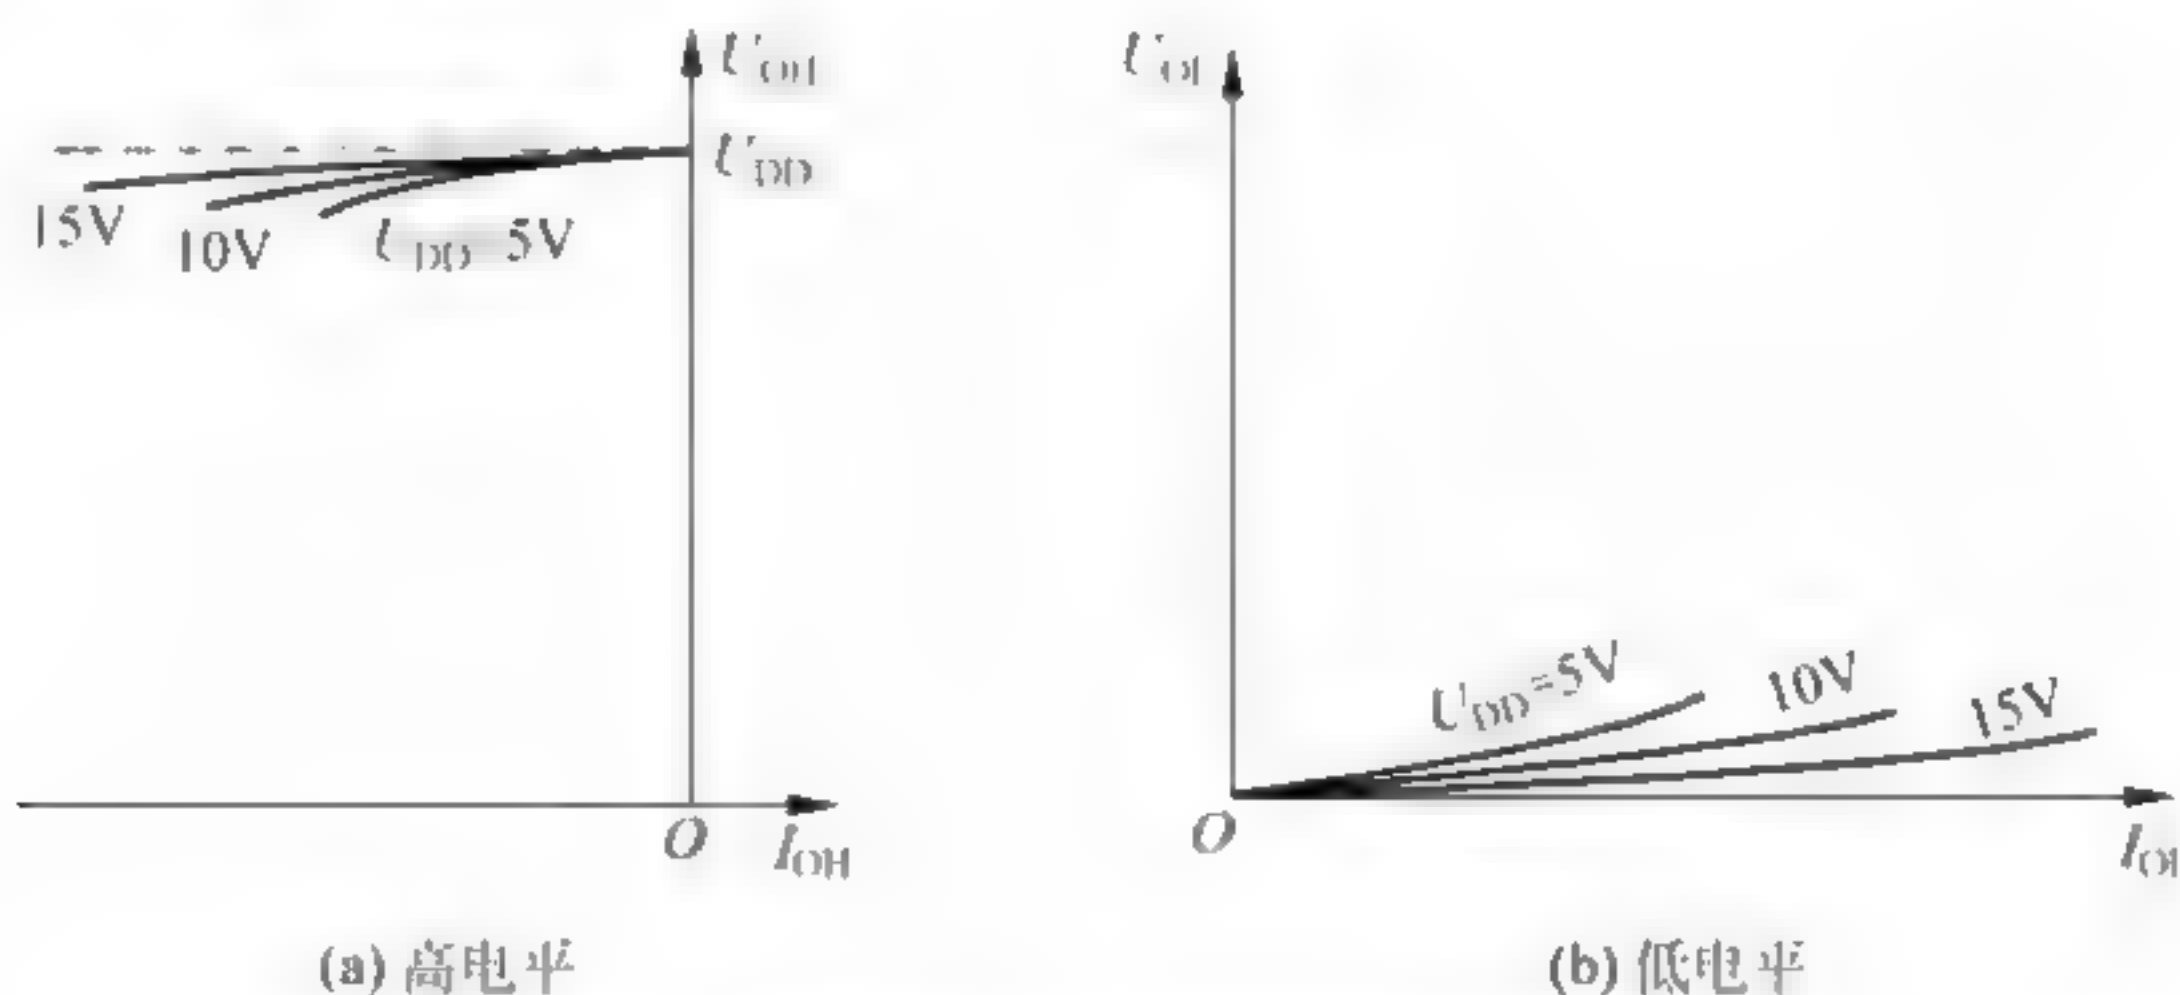 U_OH
U_DD
15V
10V
U_DD 5V
O
I_OH
(a) 高电平
U_OL
U_DD=5V
10V
15V
O
I_OL
(b) 低电平